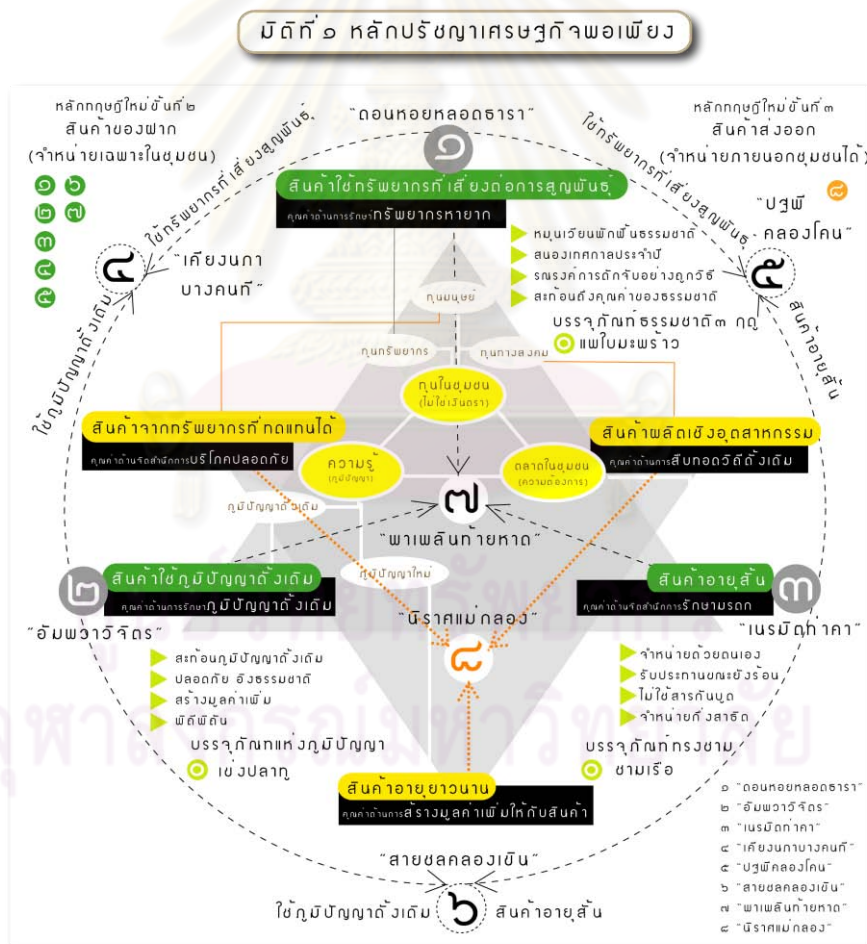 มิติที่๑ หลักปรัชญาเศรษฐกิจพอเพียง
หลักทฤษฎีใหม่ขั้นที่๒
สินค้าของฝาก
(จำหน่ายเฉพาะในชุมชน)
๑ ๖
๒ ๗
๓
๔
๕
"ดอนหอยหลอดธารา"
๑
หลักทฤษฎีใหม่ขั้นที่๓
สินค้าส่งออก
(จำหน่ายภายนอกชุมชนได้)
๘
ใช้ทรัพยากรที่เสี่ยงสูญพันธุ์
ใช้ทรัพยากรที่เสี่ยงสูญพันธุ์
สินค้าใช้ทรัพยากรที่เสี่ยงต่อการสูญพันธุ์
คุณค่าด้านการรักษาทรัพยากรหายาก
"ปฐพี
คลองโคน"
๔
"เคียงนภา
บางคนที"
๕
หมุนเวียนพักฟื้นธรรมชาติ
สนองเทศกาลประจำปี
รณรงค์การดักจับอย่างถูกวิธี
สะท้อนถึงคุณค่าของธรรมชาติ
บรรจุภัณฑ์ธรรมชาติ๓ ฤดู
แพใบมะพร้าว
ทุนมนุษย์
ทุนทรัพยากร
ทุนทางสังคม
ใช้ภูมิปัญญาดั้งเดิม
สินค้าอายุสั้น
ทุนในชุมชน
(ไม่ใช่เงินตรา)
สินค้าจากทรัพยากรที่ทดแทนได้
คุณค่าด้านจิตสำนึกการบริโภคปลอดภัย
สินค้าผลิตเชิงอุตสาหกรรม
คุณค่าด้านการสืบทอดวิถีดั้งเดิม
ความรู้
(ภูมิปัญญา)
ตลาดในชุมชน
(ความต้องการ)
๗
ภูมิปัญญาดั้งเดิม
"พาเพลินท้ายหาด"
ภูมิปัญญาใหม่
๒
สินค้าใช้ภูมิปัญญาดั้งเดิม
คุณค่าด้านการรักษาภูมิปัญญาดั้งเดิม
สินค้าอายุสั้น
คุณค่าด้านจิตสำนึกการรักษามรดก
๓
"อัมพวาวิจิตร"
"นิราศแม่กลอง"
๘
"เนรมิตท่าคา"
สะท้อนภูมิปัญญาดั้งเดิม
ปลอดภัย อิงธรรมชาติ
สร้างมูลค่าเพิ่ม
พิถีพิถัน
จำหน่ายด้วยตนเอง
รับประทานขณะยังร้อน
ไม่ใช้สารกันบูด
จำหน่ายกึ่งสาธิต
บรรจุภัณฑ์แห่งภูมิปัญญา
เข่งปลาทู
บรรจุภัณฑ์ทรงชาม
ชามเรือ
สินค้าอายุยาวนาน
คุณค่าด้านการสร้างมูลค่าเพิ่มให้กับสินค้า
"สายชลคลองเขิน"
ใช้ภูมิปัญญาดั้งเดิม
๖
สินค้าอายุสั้น
๑ "ดอนหอยหลอดธารา"
๒ "อัมพวาวิจิตร"
๓ "เนรมิตท่าคา"
๔ "เคียงนภาบางคนที"
๕ "ปฐพีคลองโคน"
๖ "สายชลคลองเขิน"
๗ "พาเพลินท้ายหาด"
๘ "นิราศแม่กลอง"